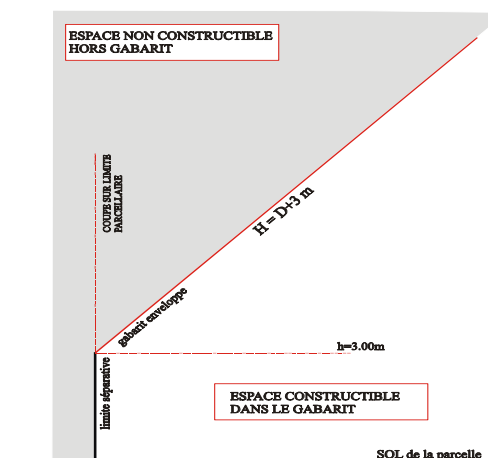 ESPACE NON CONSTRUCTIBLE
HORS GABARIT
COUPE SUR LIMITE
PARCELLAIRE
H = D+3 m
gabarit enveloppe
h=3.00m
limite séparative
ESPACE CONSTRUCTIBLE
DANS LE GABARIT
SOL de la parcelle